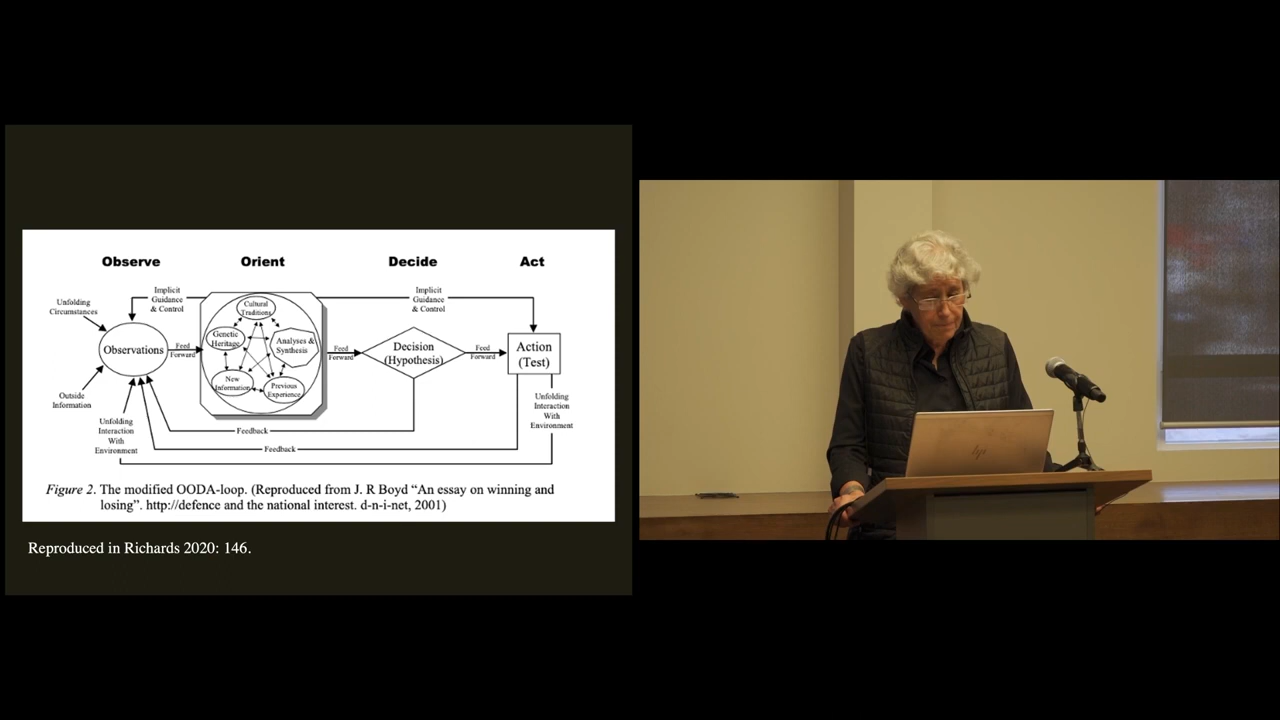 Observe
Orient
Decide
Act
Implicit
Guidance
& Control
Implicit
Guidance
& Control
Unfolding
Circumstances
Cultural
Traditions
Genetic
Heritage
Analyses &
Synthesis
New
Information
Previous
Experience
Observations
Feed
Forward
Feed
Forward
Decision
(Hypothesis)
Feed
Forward
Action
(Test)
Outside
Information
Unfolding
Interaction
With
Environment
Unfolding
Interaction
With
Environment
Feedback
Feedback
Figure 2. The modified OODA-loop. (Reproduced from J. R Boyd “An essay on winning and
losing”. http://defence and the national interest. d-n-i-net, 2001)
Reproduced in Richards 2020: 146.
hp